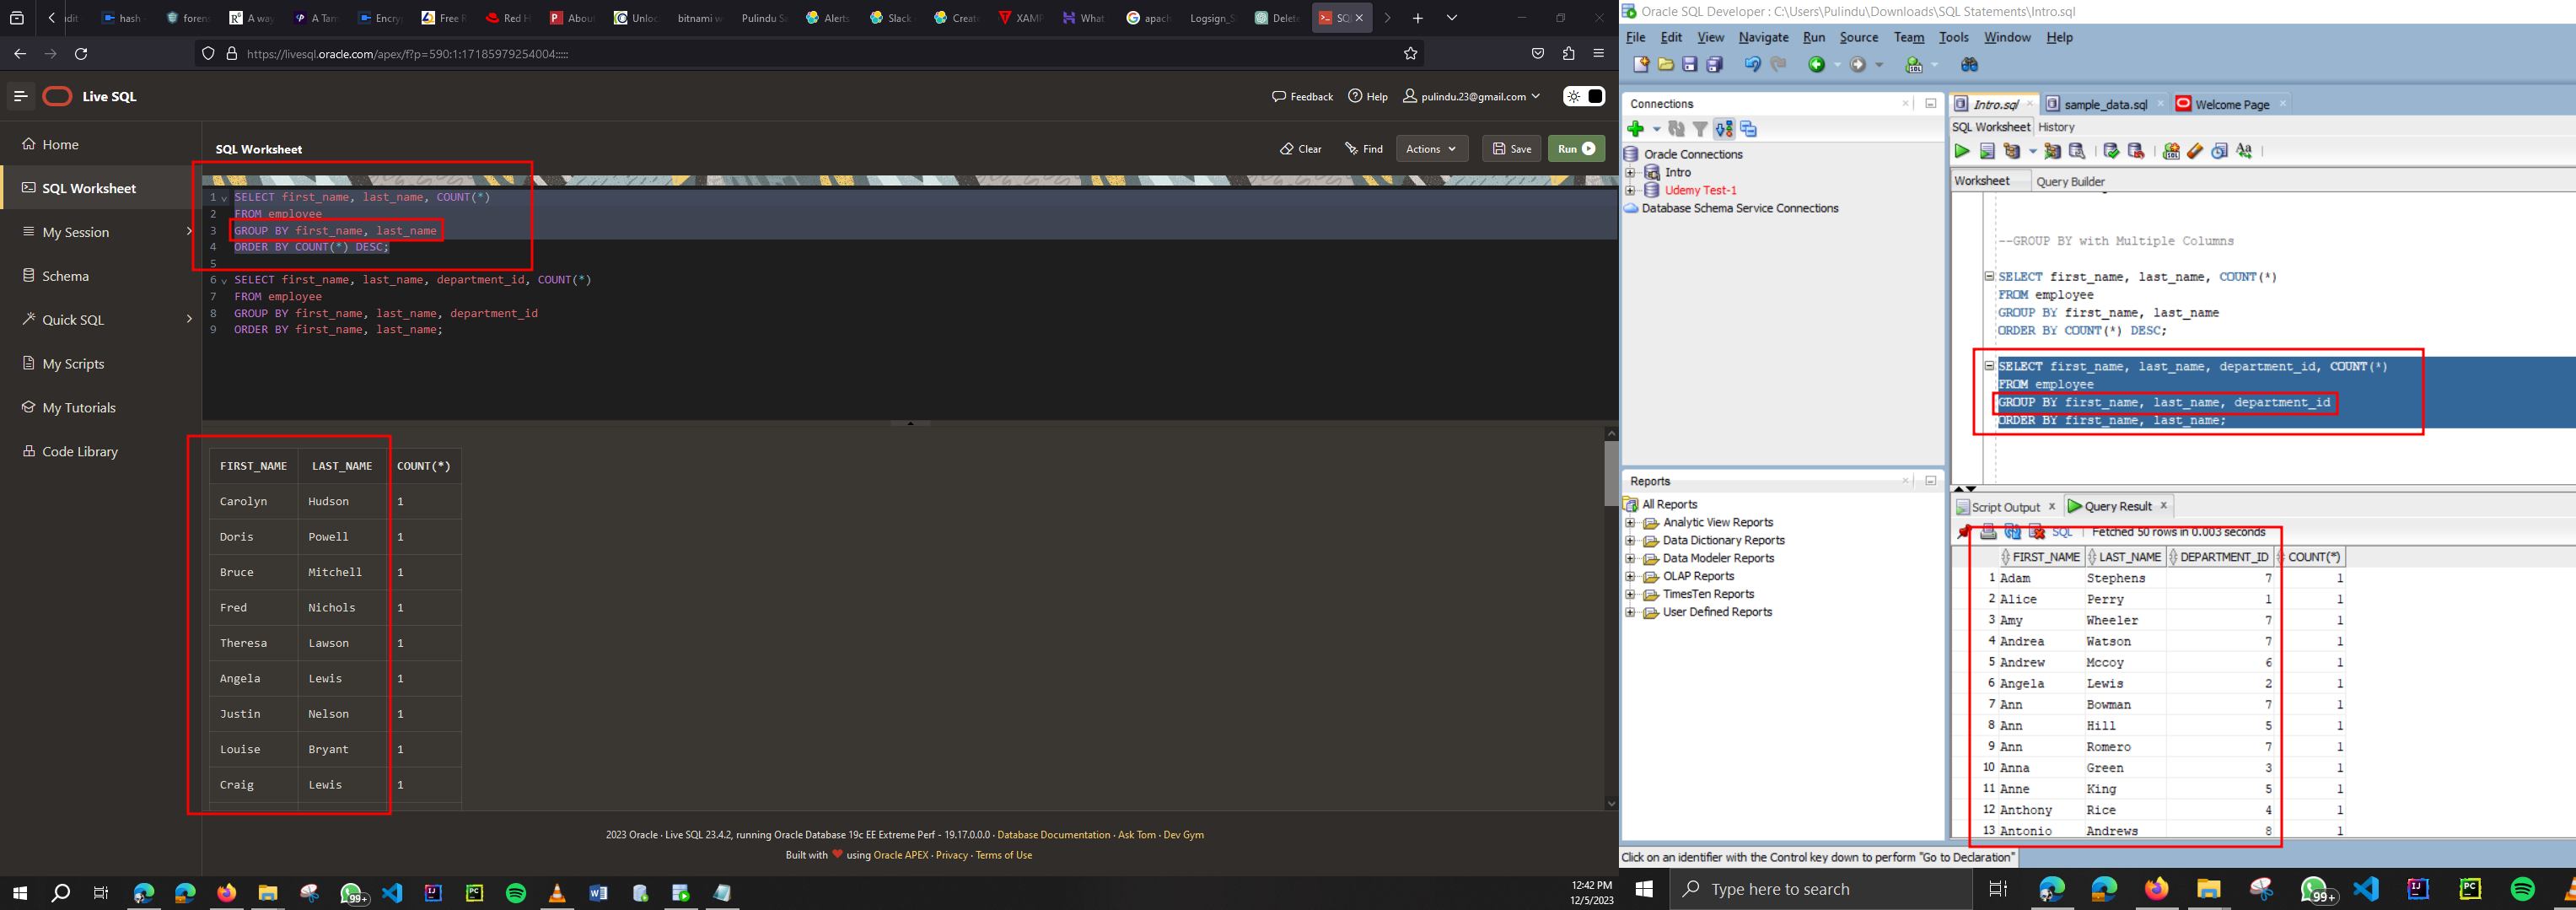 dit
hash
foren
A way
A Tam
Encry
Free R
Red H
About
Unloc
bitnami w
Pulindu Sa
Alerts
Slack
Create
XAMP
What
apach
Logsign_S
Delete
SQ
https://livesql.oracle.com/apex/f?p=590:1:17185979254004:::::
Live SQL
Feedback
Help
pulindu.23@gmail.com
Home
SQL Worksheet
My Session
Schema
Quick SQL
My Scripts
My Tutorials
Code Library
SQL Worksheet
Clear
Find
Actions
Save
Run
1 SELECT first_name, last_name, COUNT(*)
2 FROM employee
3 GROUP BY first_name, last_name
4 ORDER BY COUNT(*) DESC;
5
6 SELECT first_name, last_name, department_id, COUNT(*)
7 FROM employee
8 GROUP BY first_name, last_name, department_id
9 ORDER BY first_name, last_name;
FIRST_NAME LAST_NAME COUNT(*)
Carolyn Hudson 1
Doris Powell 1
Bruce Mitchell 1
Fred Nichols 1
Theresa Lawson 1
Angela Lewis 1
Justin Nelson 1
Louise Bryant 1
Craig Lewis 1
2023 Oracle · Live SQL 23.4.2, running Oracle Database 19c EE Extreme Perf - 19.17.0.0.0 · Database Documentation · Ask Tom · Dev Gym
Built with ❤ using Oracle APEX · Privacy · Terms of Use
99+
12:42 PM
12/5/2023
Oracle SQL Developer : C:\Users\Pulindu\Downloads\SQL Statements\Intro.sql
File Edit View Navigate Run Source Team Tools Window Help
Connections
Oracle Connections
Intro
Udemy Test-1
Database Schema Service Connections
Reports
All Reports
Analytic View Reports
Data Dictionary Reports
Data Modeler Reports
OLAP Reports
TimesTen Reports
User Defined Reports
Intro.sql
sample_data.sql
Welcome Page
SQL Worksheet History
Worksheet Query Builder
--GROUP BY with Multiple Columns
SELECT first_name, last_name, COUNT(*)
FROM employee
GROUP BY first_name, last_name
ORDER BY COUNT(*) DESC;
SELECT first_name, last_name, department_id, COUNT(*)
FROM employee
GROUP BY first_name, last_name, department_id
ORDER BY first_name, last_name;
Script Output
Query Result
SQL | Fetched 50 rows in 0.003 seconds
FIRST_NAME LAST_NAME DEPARTMENT_ID COUNT(*)
1 Adam Stephens 7 1
2 Alice Perry 1 1
3 Amy Wheeler 7 1
4 Andrea Watson 7 1
5 Andrew Mccoy 6 1
6 Angela Lewis 2 1
7 Ann Bowman 7 1
8 Ann Hill 5 1
9 Ann Romero 7 1
10 Anna Green 3 1
11 Anne King 5 1
12 Anthony Rice 4 1
13 Antonio Andrews 8 1
Click on an identifier with the Control key down to perform "Go to Declaration"
Type here to search
99+